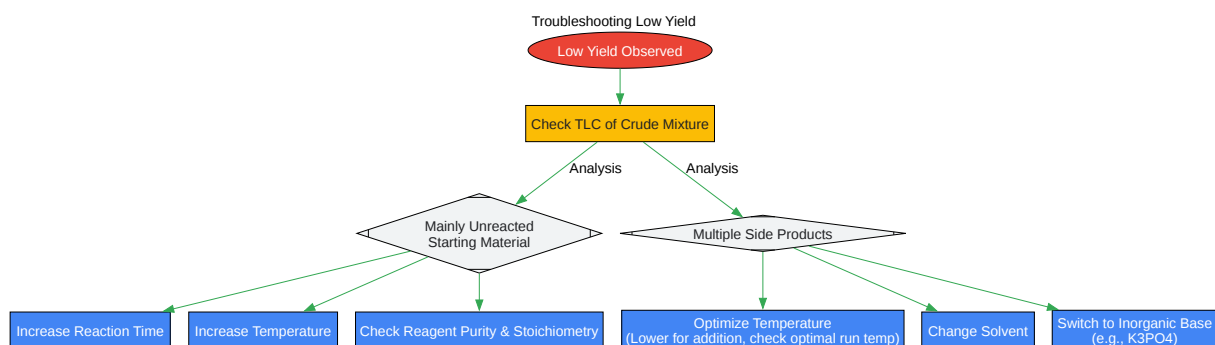 Troubleshooting Low Yield
Low Yield Observed
Check TLC of Crude Mixture
Analysis
Analysis
Mainly Unreacted
Starting Material
Multiple Side Products
Increase Reaction Time
Increase Temperature
Check Reagent Purity & Stoichiometry
Optimize Temperature
(Lower for addition, check optimal run temp)
Change Solvent
Switch to Inorganic Base
(e.g., K3PO4)